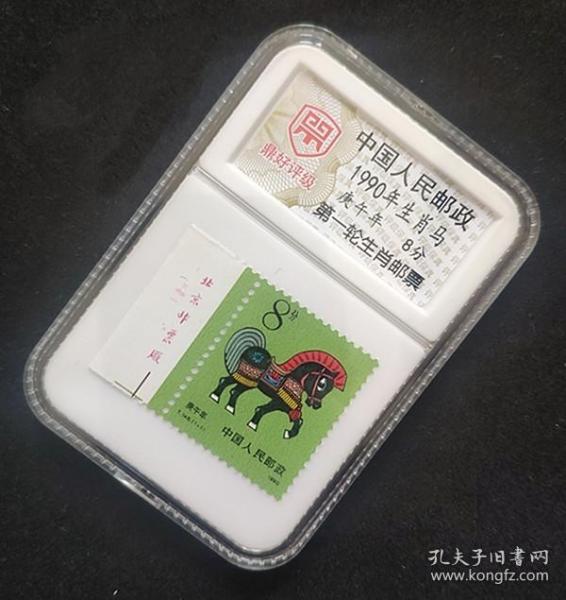 鼎好评级
中国人民邮政
1990年生肖马
庚午年 8分
第一轮生肖邮票
北京邮票厂
8分
庚午年
中国人民邮政
1990
孔夫子旧書网
www.kongfz.com